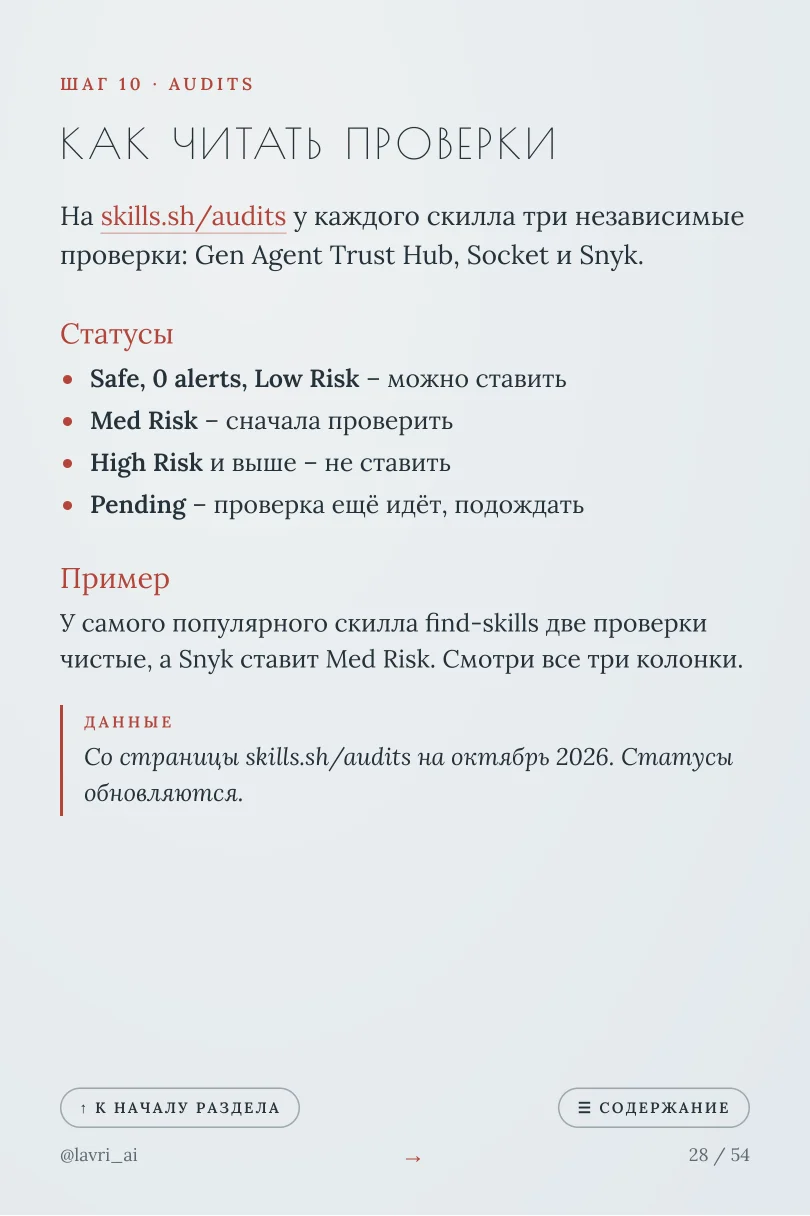 ШАГ 10 · AUDITS
КАК ЧИТАТЬ ПРОВЕРКИ
На skills.sh/audits у каждого скилла три независимые
проверки: Gen Agent Trust Hub, Socket и Snyk.
Статусы
• Safe, 0 alerts, Low Risk – можно ставить
• Med Risk – сначала проверить
• High Risk и выше – не ставить
• Pending – проверка ещё идёт, подождать
Пример
У самого популярного скилла find-skills две проверки
чистые, а Snyk ставит Med Risk. Смотри все три колонки.
ДАННЫЕ
Со страницы skills.sh/audits на октябрь 2026. Статусы
обновляются.
↑ К НАЧАЛУ РАЗДЕЛА
☰ СОДЕРЖАНИЕ
@lavri_ai
→
28 / 54